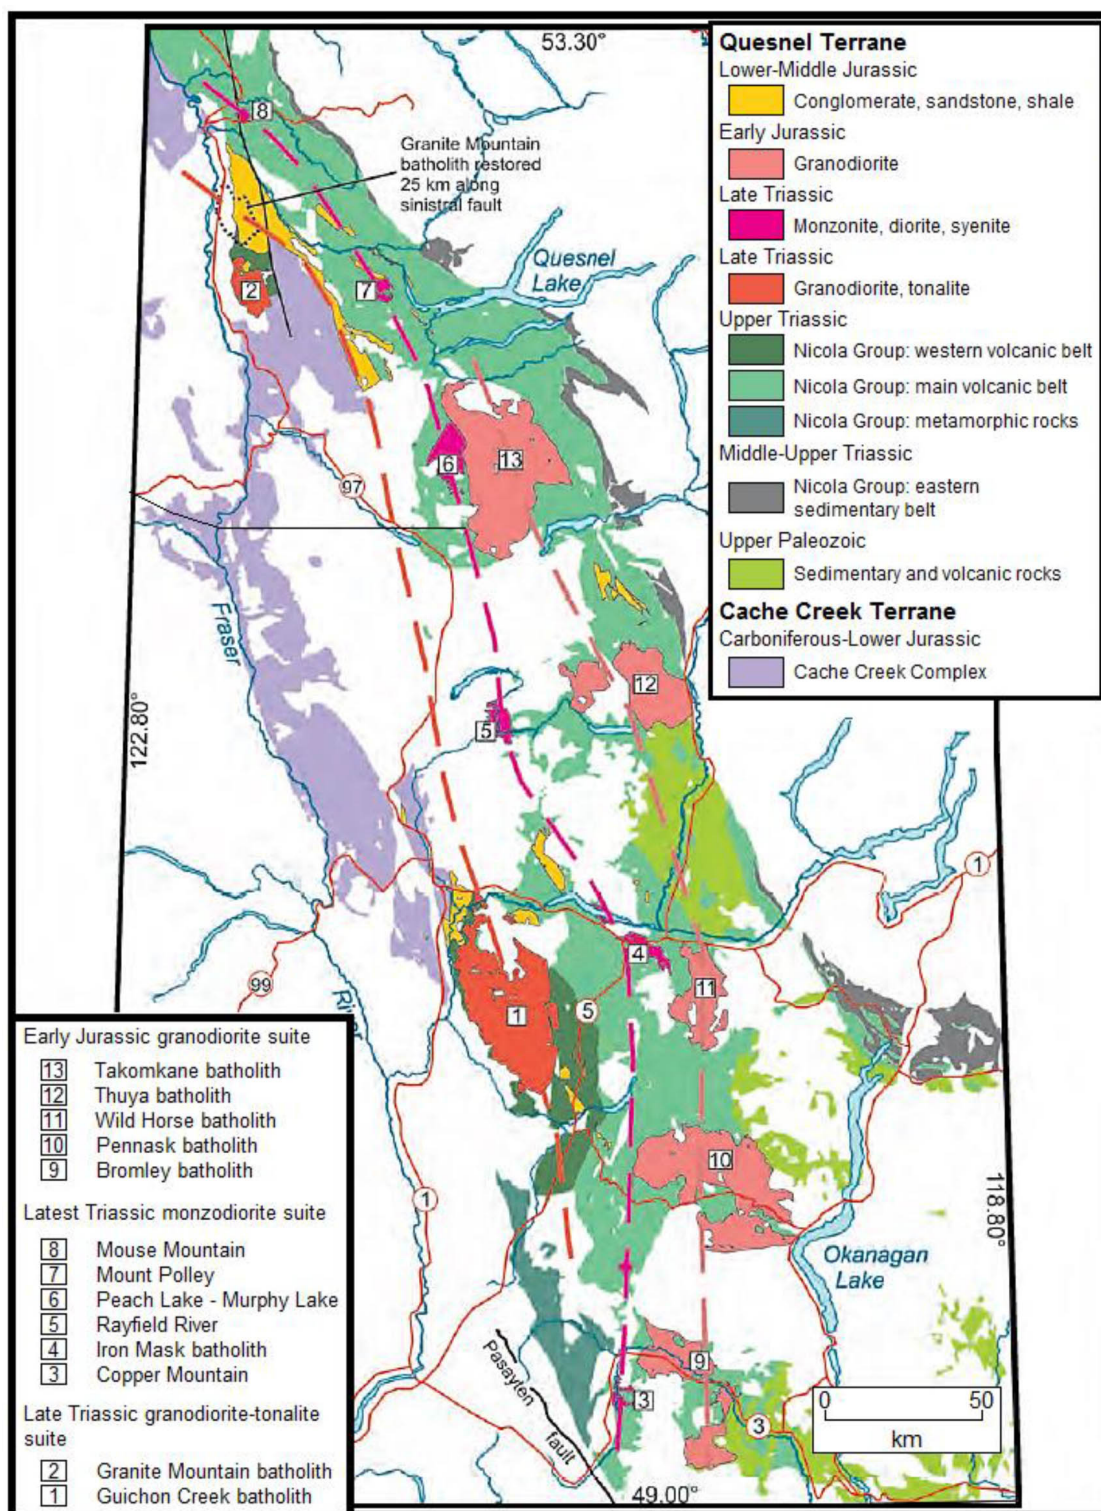 53.30°
8
Granite Mountain
batholith restored
25 km along
sinistral fault
Quesnel
Lake
2
7
6
13
97
Fraser
12
5
122.80°
1
4
11
1
5
99
River
10
1
118.80°
Okanagan
Lake
9
Pasayten
fault
3
3
0 50
km
49.00°
Quesnel Terrane
Lower-Middle Jurassic
Conglomerate, sandstone, shale
Early Jurassic
Granodiorite
Late Triassic
Monzonite, diorite, syenite
Late Triassic
Granodiorite, tonalite
Upper Triassic
Nicola Group: western volcanic belt
Nicola Group: main volcanic belt
Nicola Group: metamorphic rocks
Middle-Upper Triassic
Nicola Group: eastern
sedimentary belt
Upper Paleozoic
Sedimentary and volcanic rocks
Cache Creek Terrane
Carboniferous-Lower Jurassic
Cache Creek Complex
Early Jurassic granodiorite suite
13 Takomkane batholith
12 Thuya batholith
11 Wild Horse batholith
10 Pennask batholith
9 Bromley batholith
Latest Triassic monzodiorite suite
8 Mouse Mountain
7 Mount Polley
6 Peach Lake - Murphy Lake
5 Rayfield River
4 Iron Mask batholith
3 Copper Mountain
Late Triassic granodiorite-tonalite
suite
2 Granite Mountain batholith
1 Guichon Creek batholith